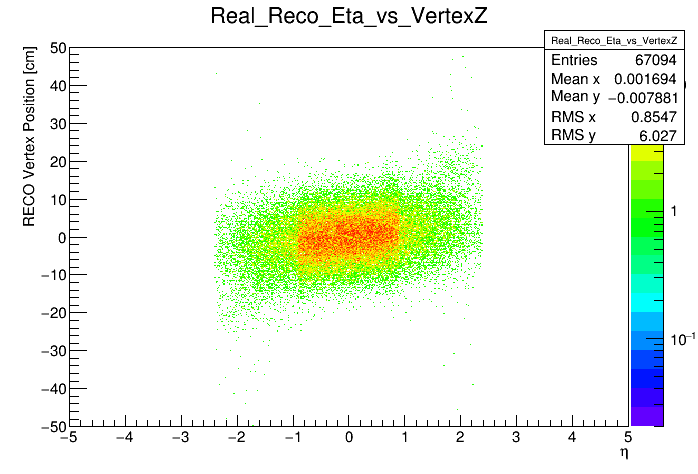 Real_Reco_Eta_vs_VertexZ
Real_Reco_Eta_vs_VertexZ
Entries 67094
Mean x 0.001694
Mean y −0.007881
RMS x 0.8547
RMS y 6.027
RECO Vertex Position [cm]
50
40
30
20
10
0
−10
−20
−30
−40
−50
−5 −4 −3 −2 −1 0 1 2 3 4 5
η
1
10⁻¹